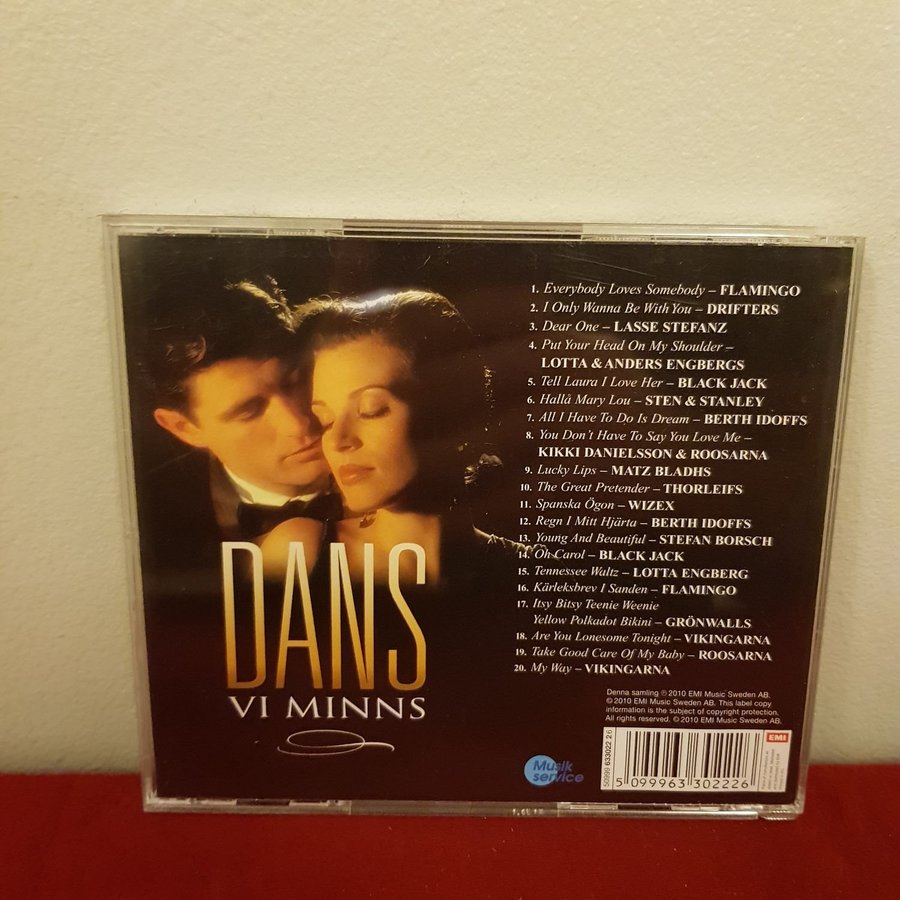 1. Everybody Loves Somebody – FLAMINGO
2. I Only Wanna Be With You – DRIFTERS
3. Dear One – LASSE STEFANZ
4. Put Your Head On My Shoulder –
LOTTA & ANDERS ENGBERGS
5. Tell Laura I Love Her – BLACK JACK
6. Hallå Mary Lou – STEN & STANLEY
7. All I Have To Do Is Dream – BERTH IDOFFS
8. You Don't Have To Say You Love Me –
KIKKI DANIELSSON & ROOSARNA
9. Lucky Lips – MATZ BLADHS
10. The Great Pretender – THORLEIFS
11. Spanska Ögon – WIZEX
12. Regn I Mitt Hjärta – BERTH IDOFFS
13. Young And Beautiful – STEFAN BORSCH
14. Oh Carol – BLACK JACK
15. Tennessee Waltz – LOTTA ENGBERG
16. Kärleksbrev I Sanden – FLAMINGO
17. Itsy Bitsy Teenie Weenie
Yellow Polkadot Bikini – GRÖNWALLS
18. Are You Lonesome Tonight – VIKINGARNA
19. Take Good Care Of My Baby – ROOSARNA
20. My Way – VIKINGARNA
DANS
VI MINNS
Denna samling ℗ 2010 EMI Music Sweden AB.
© 2010 EMI Music Sweden AB. This label copy
information is the subject of copyright protection.
All rights reserved. © 2010 EMI Music Sweden AB.
Musik
service
50999 633022 2 6
5 099963 302226
EMI